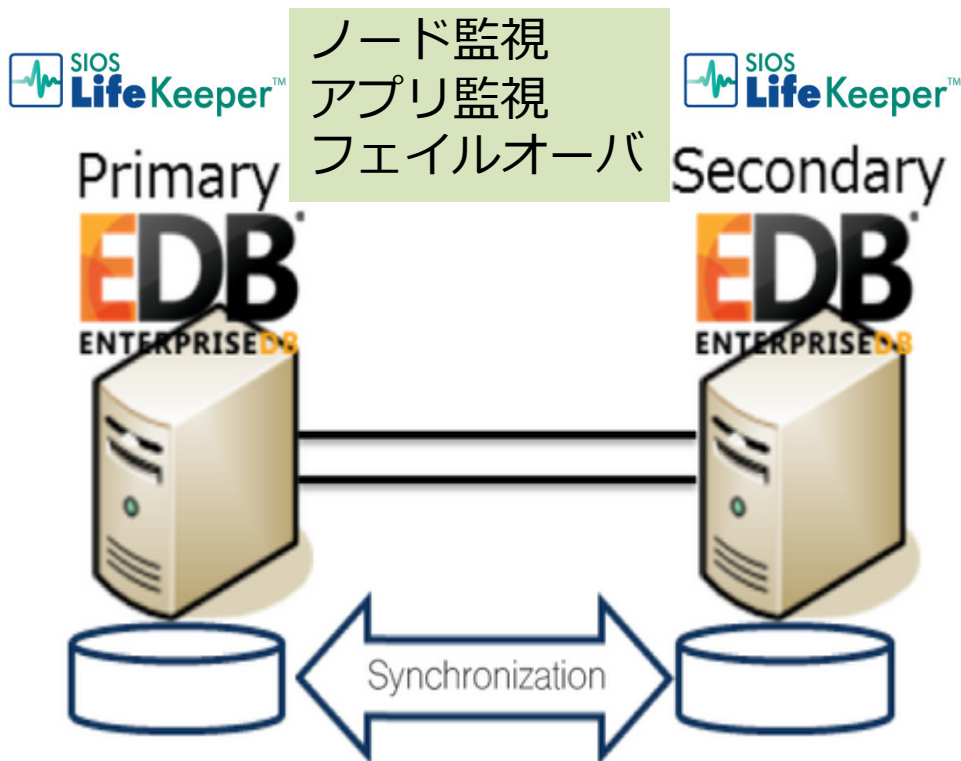 SIOS
LifeKeeper™
ノード監視
アプリ監視
フェイルオーバ
SIOS
LifeKeeper™
Primary
Secondary
EDB
ENTERPRISEDB
EDB
ENTERPRISEDB
Synchronization